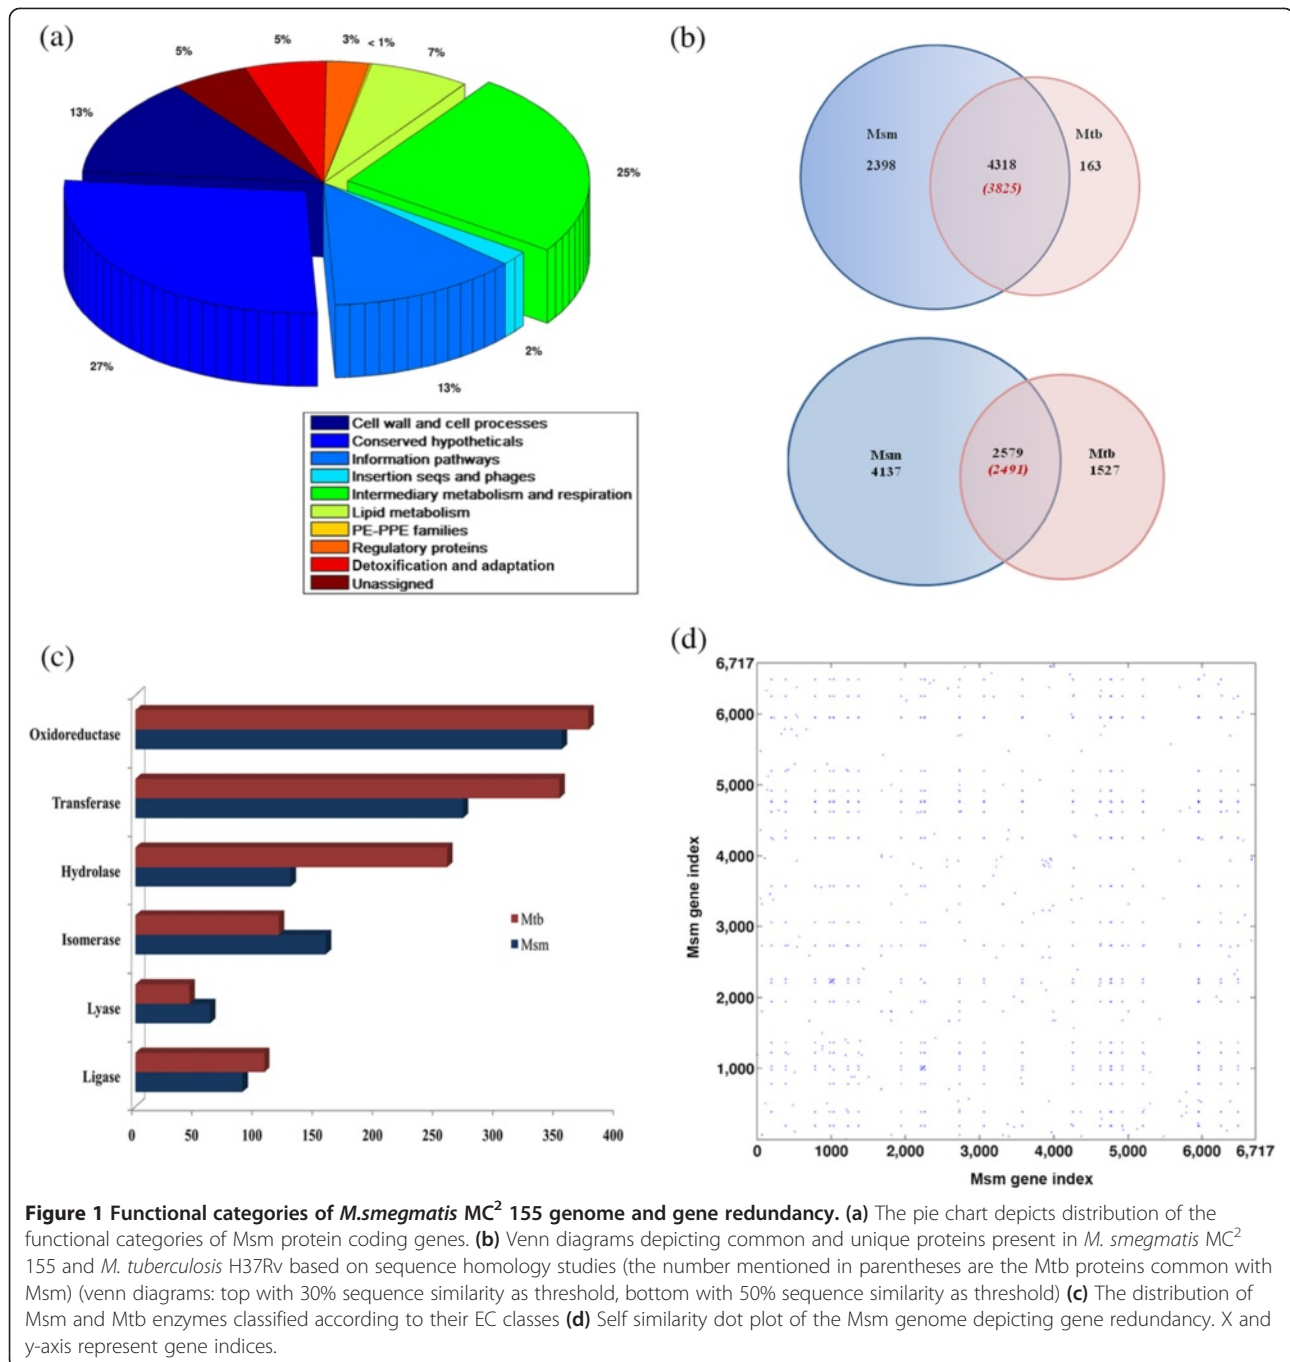 (a)
5%
5%
3%
< 1%
7%
13%
25%
27%
13%
2%
Cell wall and cell processes
Conserved hypotheticals
Information pathways
Insertion seqs and phages
Intermediary metabolism and respiration
Lipid metabolism
PE-PPE families
Regulatory proteins
Detoxification and adaptation
Unassigned
(b)
Msm
2398
4318
(3825)
Mtb
163
Msm
4137
2579
(2491)
Mtb
1527
(c)
Oxidoreductase
Transferase
Hydrolase
Isomerase
Lyase
Ligase
Mtb
Msm
0 50 100 150 200 250 300 350 400
(d)
6,717
6,000
5,000
4,000
3,000
2,000
1,000
Msm gene index
0 1000 2,000 3,000 4,000 5,000 6,000 6,717
Msm gene index
Figure 1 Functional categories of M.smegmatis MC² 155 genome and gene redundancy. (a) The pie chart depicts distribution of the
functional categories of Msm protein coding genes. (b) Venn diagrams depicting common and unique proteins present in M. smegmatis MC²
155 and M. tuberculosis H37Rv based on sequence homology studies (the number mentioned in parentheses are the Mtb proteins common with
Msm) (venn diagrams: top with 30% sequence similarity as threshold, bottom with 50% sequence similarity as threshold) (c) The distribution of
Msm and Mtb enzymes classified according to their EC classes (d) Self similarity dot plot of the Msm genome depicting gene redundancy. X and
y-axis represent gene indices.